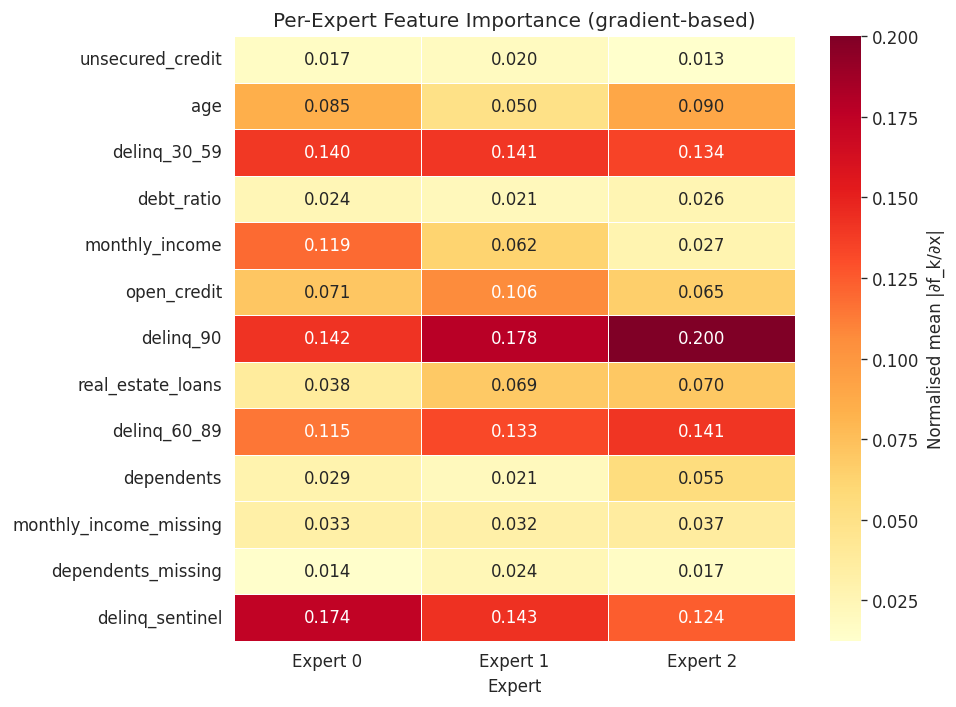 Per-Expert Feature Importance (gradient-based)
unsecured_credit 0.017 0.020 0.013
age 0.085 0.050 0.090
delinq_30_59 0.140 0.141 0.134
debt_ratio 0.024 0.021 0.026
monthly_income 0.119 0.062 0.027
open_credit 0.071 0.106 0.065
delinq_90 0.142 0.178 0.200
real_estate_loans 0.038 0.069 0.070
delinq_60_89 0.115 0.133 0.141
dependents 0.029 0.021 0.055
monthly_income_missing 0.033 0.032 0.037
dependents_missing 0.014 0.024 0.017
delinq_sentinel 0.174 0.143 0.124
Expert 0 Expert 1 Expert 2
Expert
0.200
0.175
0.150
0.125
0.100
0.075
0.050
0.025
Normalised mean |∂f_k/∂x|